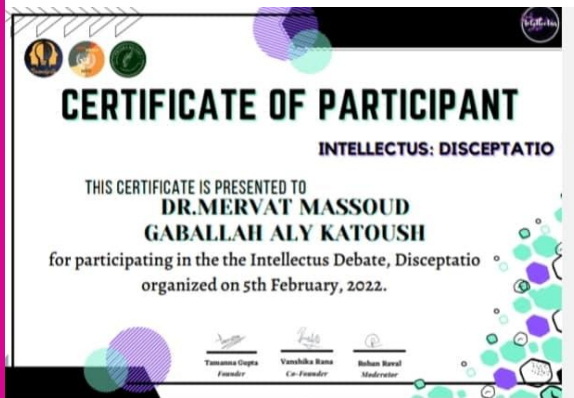 CERTIFICATE OF PARTICIPANT
INTELLECTUS: DISCEPTATIO
THIS CERTIFICATE IS PRESENTED TO
DR.MERVAT MASSOUD
GABALLAH ALY KATOUSH
for participating in the the Intellectus Debate, Disceptatio
organized on 5th February, 2022.
Tamanna Gupta Vanshika Rana Rohan Raval
Founder Co-Founder Moderator